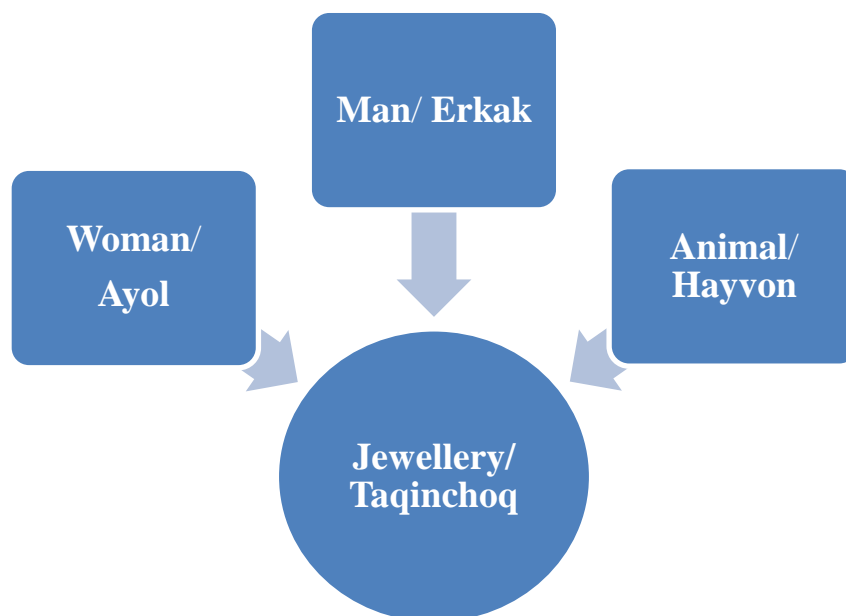 Man/ Erkak
Woman/
Ayol
Animal/
Hayvon
Jewellery/
Taqinchoq